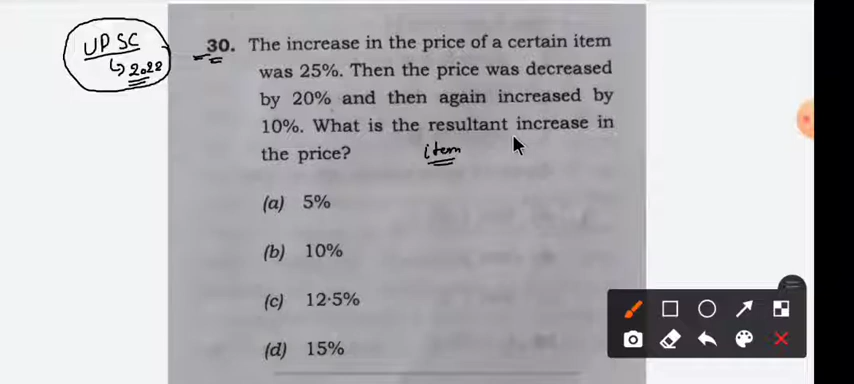 UPSC
↳ 2022
30. The increase in the price of a certain item
was 25%. Then the price was decreased
by 20% and then again increased by
10%. What is the resultant increase in
the price?
item
(a) 5%
(b) 10%
(c) 12·5%
(d) 15%